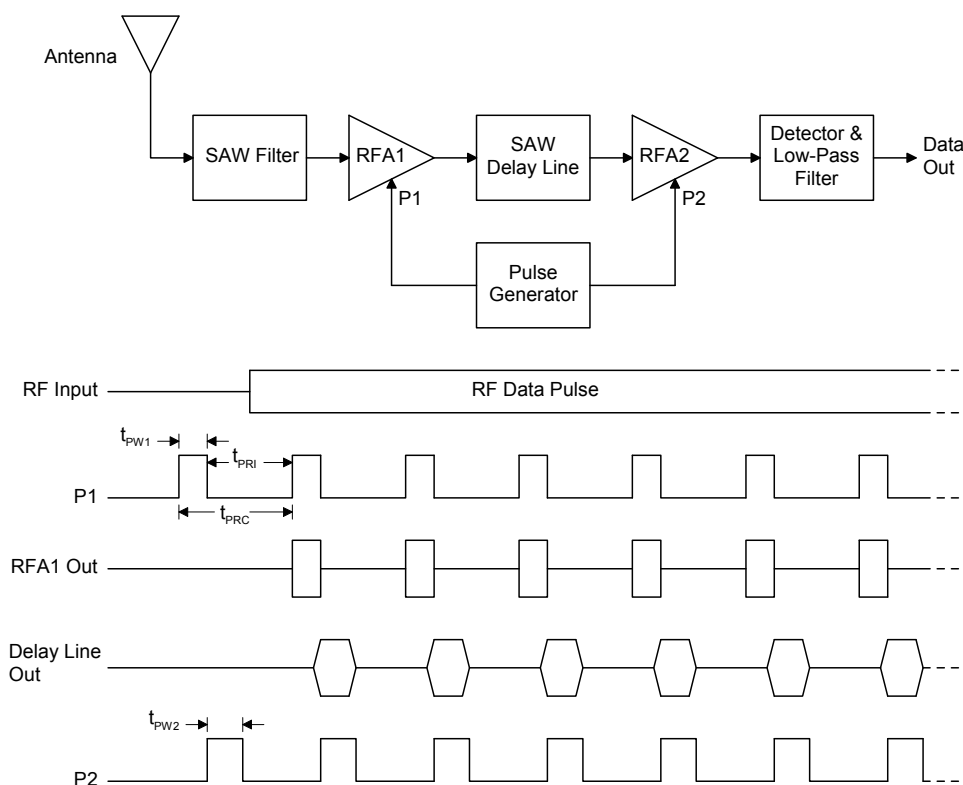 Antenna
SAW Filter
RFA1
SAW
Delay Line
RFA2
Detector &
Low-Pass
Filter
Data
Out
P1
P2
Pulse
Generator
RF Input
RF Data Pulse
tPW1
tPRI
P1
tPRC
RFA1 Out
Delay Line
Out
tPW2
P2